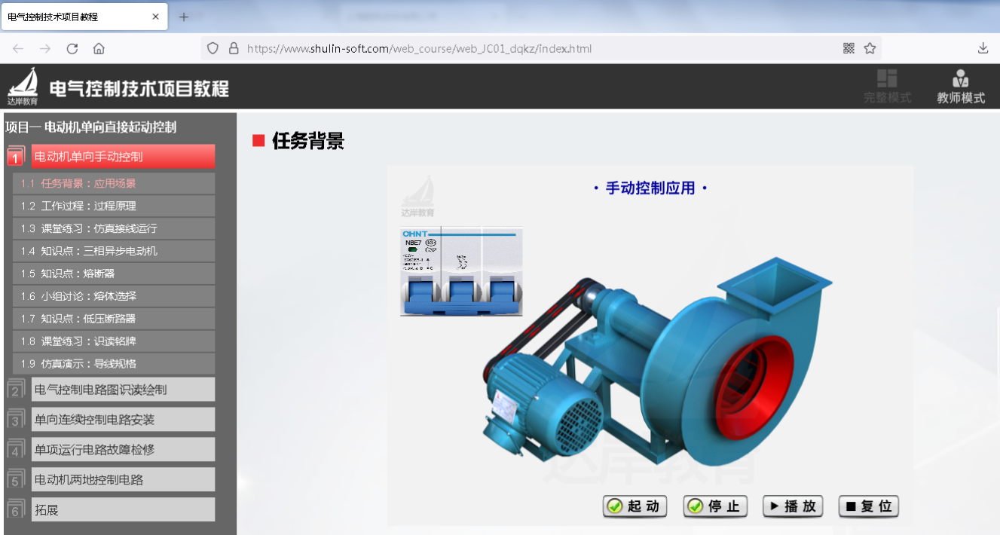 电气控制技术项目教程
https://www.shulin-soft.com/web_course/web_JC01_dqkz/index.html
达岸教育
电气控制技术项目教程
完整模式
教师模式
项目一 电动机单向直接起动控制
1 电动机单向手动控制
1.1 任务背景：应用场景
1.2 工作过程：过程原理
1.3 课堂练习：仿真接线运行
1.4 知识点：三相异步电动机
1.5 知识点：熔断器
1.6 小组讨论：熔体选择
1.7 知识点：低压断路器
1.8 课堂练习：识读铭牌
1.9 仿真演示：导线规格
2 电气控制电路图识读绘制
3 单向连续控制电路安装
4 单项运行电路故障检修
5 电动机两地控制电路
6 拓展
任务背景
达岸教育
· 手动控制应用 ·
CHNT
NBE7
C32
达岸教育
起动
停止
播放
复位